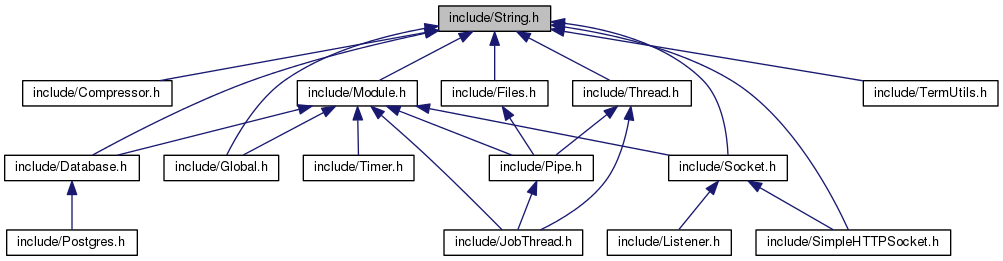 include/String.h
include/Compressor.h
include/Module.h
include/Files.h
include/Thread.h
include/TermUtils.h
include/Database.h
include/Global.h
include/Timer.h
include/Pipe.h
include/Socket.h
include/Postgres.h
include/JobThread.h
include/Listener.h
include/SimpleHTTPSocket.h